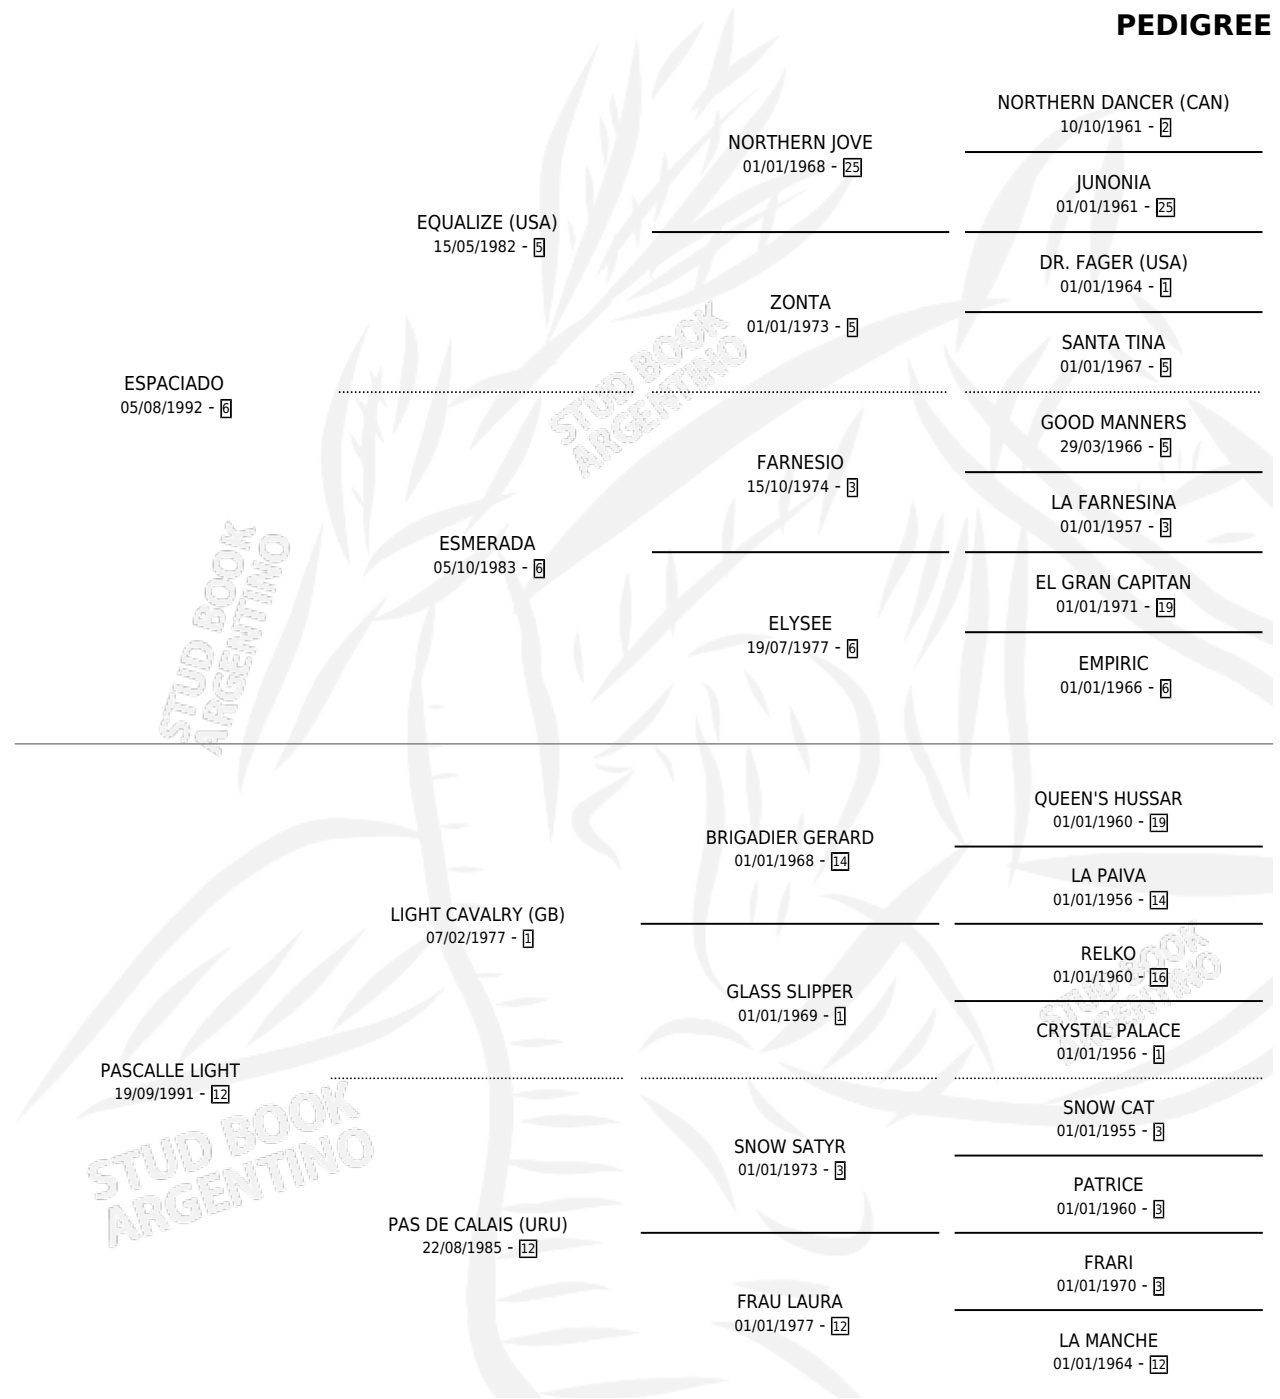 PEDIGREE
NORTHERN DANCER (CAN)
10/10/1961 - 2
NORTHERN JOVE
01/01/1968 - 25
JUNONIA
01/01/1961 - 25
EQUALIZE (USA)
15/05/1982 - 5
DR. FAGER (USA)
01/01/1964 - 1
ZONTA
01/01/1973 - 5
SANTA TINA
01/01/1967 - 5
ESPACIADO
05/08/1992 - 6
GOOD MANNERS
29/03/1966 - 5
FARNESIO
15/10/1974 - 3
LA FARNESINA
01/01/1957 - 3
ESMERADA
05/10/1983 - 6
EL GRAN CAPITAN
01/01/1971 - 19
ELYSEE
19/07/1977 - 6
EMPIRIC
01/01/1966 - 6
QUEEN'S HUSSAR
01/01/1960 - 19
BRIGADIER GERARD
01/01/1968 - 14
LA PAIVA
01/01/1956 - 14
LIGHT CAVALRY (GB)
07/02/1977 - 1
RELKO
01/01/1960 - 16
GLASS SLIPPER
01/01/1969 - 1
CRYSTAL PALACE
01/01/1956 - 1
PASCALLE LIGHT
19/09/1991 - 12
SNOW CAT
01/01/1955 - 3
SNOW SATYR
01/01/1973 - 3
PATRICE
01/01/1960 - 3
PAS DE CALAIS (URU)
22/08/1985 - 12
FRARI
01/01/1970 - 3
FRAU LAURA
01/01/1977 - 12
LA MANCHE
01/01/1964 - 12
STUD BOOK
ARGENTINO
STUD BOOK
ARGENTINO
STUD BOOK
ARGENTINO
STUD BOOK
ARGENTINO